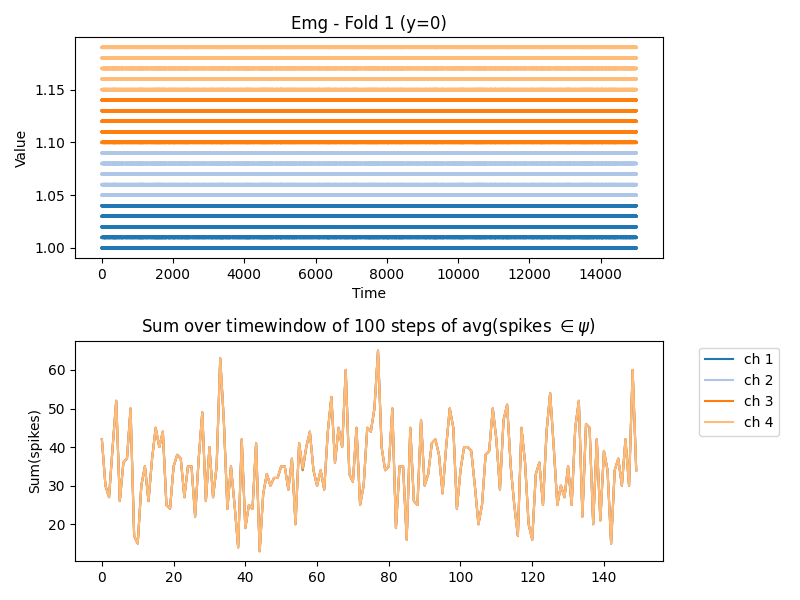 Emg - Fold 1 (y=0)
1.15
1.10
1.05
1.00
Value
0 2000 4000 6000 8000 10000 12000 14000
Time
Sum over timewindow of 100 steps of avg(spikes ∈ψ)
60
50
40
30
20
Sum(spikes)
0 20 40 60 80 100 120 140
ch 1
ch 2
ch 3
ch 4